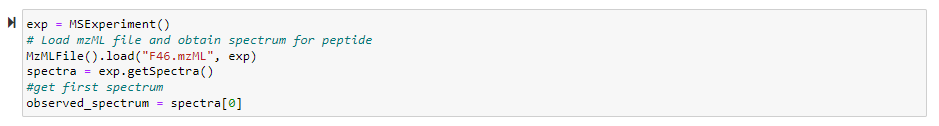 exp = MSExperiment()
# Load mzML file and obtain spectrum for peptide
MzMLFile().load("F46.mzML", exp)
spectra = exp.getSpectra()
#get first spectrum
observed_spectrum = spectra[0]